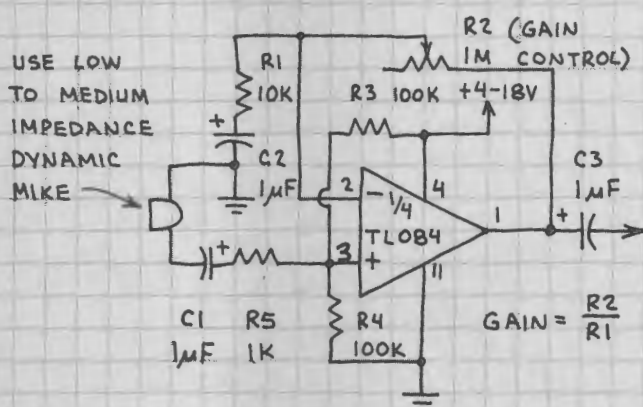 USE LOW
TO MEDIUM
IMPEDANCE
DYNAMIC
MIKE
R1
10K
+
C2
1µF
R2 (GAIN
1M CONTROL)
R3 100K
+4-18V
2
-
1/4
TL084
4
1
3
+
11
C3
1µF
+
+
C1
1µF
R5
1K
R4
100K
GAIN = R2
R1